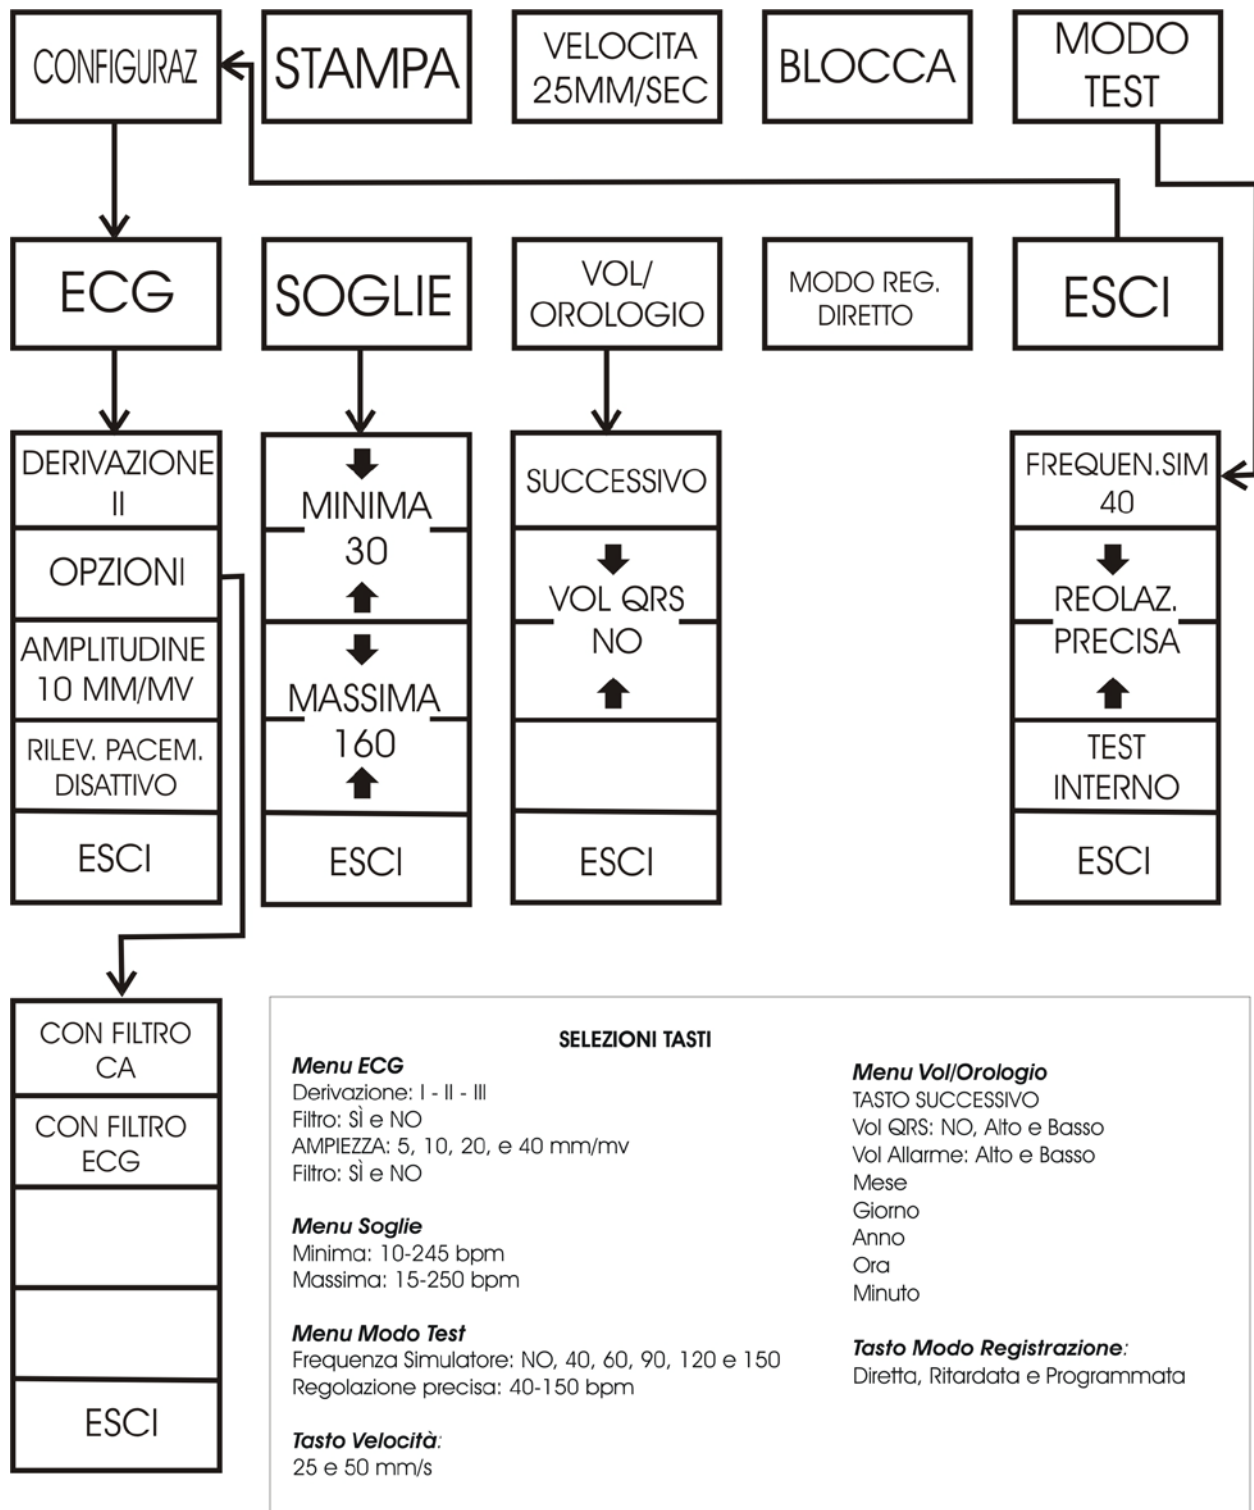 CONFIGURAZ
STAMPA
VELOCITA
25MM/SEC
BLOCCA
MODO
TEST
ECG
SOGLIE
VOL/
OROLOGIO
MODO REG.
DIRETTO
ESCI
DERIVAZIONE
II
OPZIONI
AMPLITUDINE
10 MM/MV
RILEV. PACEM.
DISATTIVO
ESCI
MINIMA
30
MASSIMA
160
ESCI
SUCCESSIVO
VOL QRS
NO
ESCI
FREQUEN.SIM
40
REOLAZ.
PRECISA
TEST
INTERNO
ESCI
CON FILTRO
CA
CON FILTRO
ECG
ESCI
SELEZIONI TASTI
Menu ECG
Derivazione: I - II - III
Filtro: SÌ e NO
AMPIEZZA: 5, 10, 20, e 40 mm/mv
Filtro: SÌ e NO
Menu Soglie
Minima: 10-245 bpm
Massima: 15-250 bpm
Menu Modo Test
Frequenza Simulatore: NO, 40, 60, 90, 120 e 150
Regolazione precisa: 40-150 bpm
Tasto Velocità:
25 e 50 mm/s
Menu Vol/Orologio
TASTO SUCCESSIVO
Vol QRS: NO, Alto e Basso
Vol Allarme: Alto e Basso
Mese
Giorno
Anno
Ora
Minuto
Tasto Modo Registrazione:
Diretta, Ritardata e Programmata